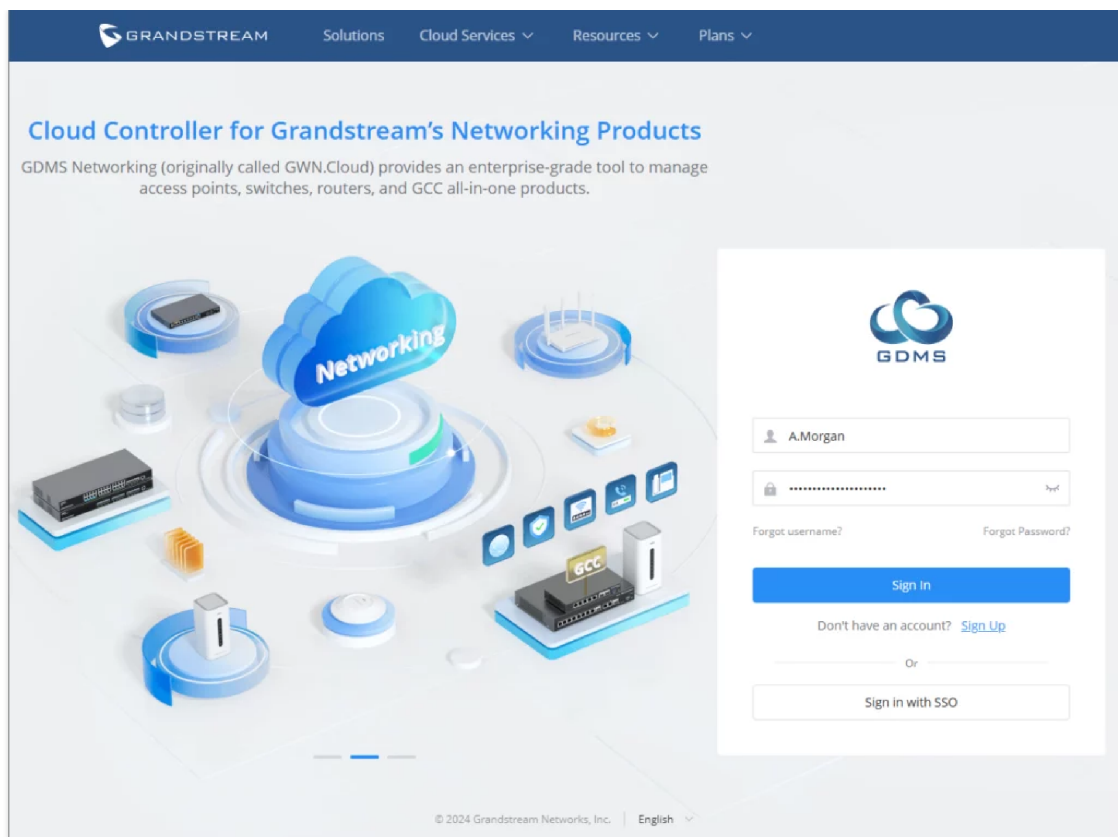 GRANDSTREAM
Solutions
Cloud Services
Resources
Plans
Cloud Controller for Grandstream's Networking Products
GDMS Networking (originally called GWN.Cloud) provides an enterprise-grade tool to manage
access points, switches, routers, and GCC all-in-one products.
Networking
GCC
GDMS
A.Morgan
Forgot username?
Forgot Password?
Sign In
Don't have an account? Sign Up
Or
Sign in with SSO
© 2024 Grandstream Networks, Inc.
English